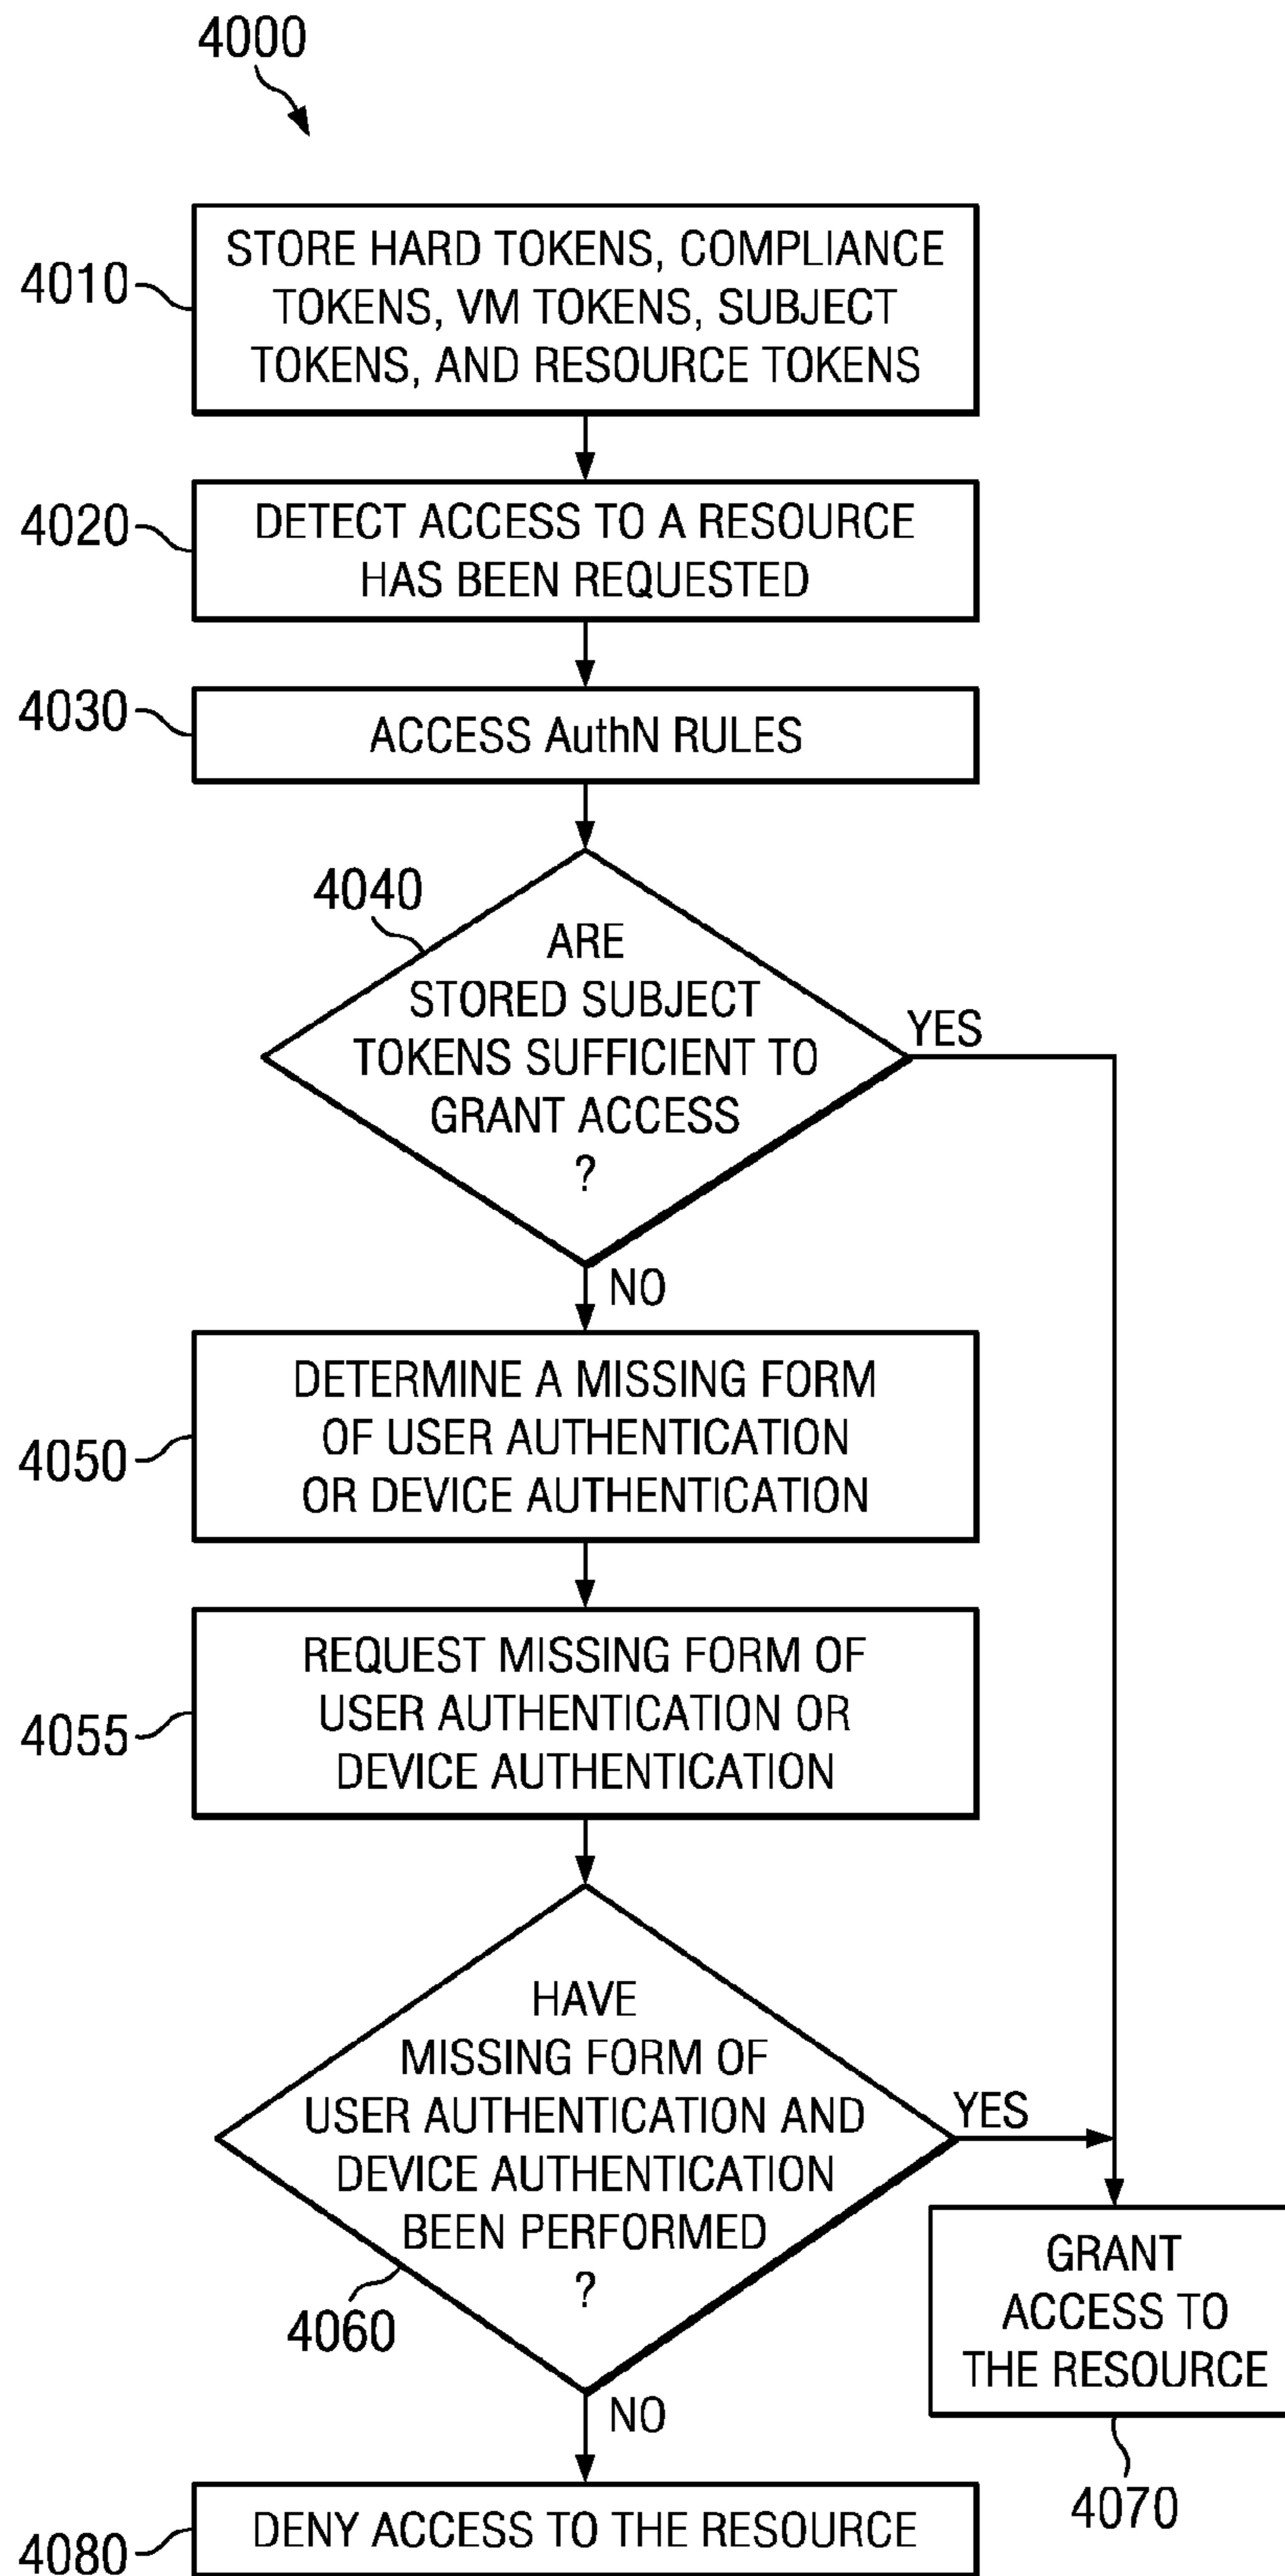 4000
4010
STORE HARD TOKENS, COMPLIANCE
TOKENS, VM TOKENS, SUBJECT
TOKENS, AND RESOURCE TOKENS
4020
DETECT ACCESS TO A RESOURCE
HAS BEEN REQUESTED
4030
ACCESS AuthN RULES
4040
ARE
STORED SUBJECT
TOKENS SUFFICIENT TO
GRANT ACCESS
?
YES
NO
4050
DETERMINE A MISSING FORM
OF USER AUTHENTICATION
OR DEVICE AUTHENTICATION
4055
REQUEST MISSING FORM OF
USER AUTHENTICATION OR
DEVICE AUTHENTICATION
HAVE
MISSING FORM OF
USER AUTHENTICATION AND
DEVICE AUTHENTICATION
BEEN PERFORMED
?
4060
YES
NO
GRANT
ACCESS TO
THE RESOURCE
4070
4080
DENY ACCESS TO THE RESOURCE